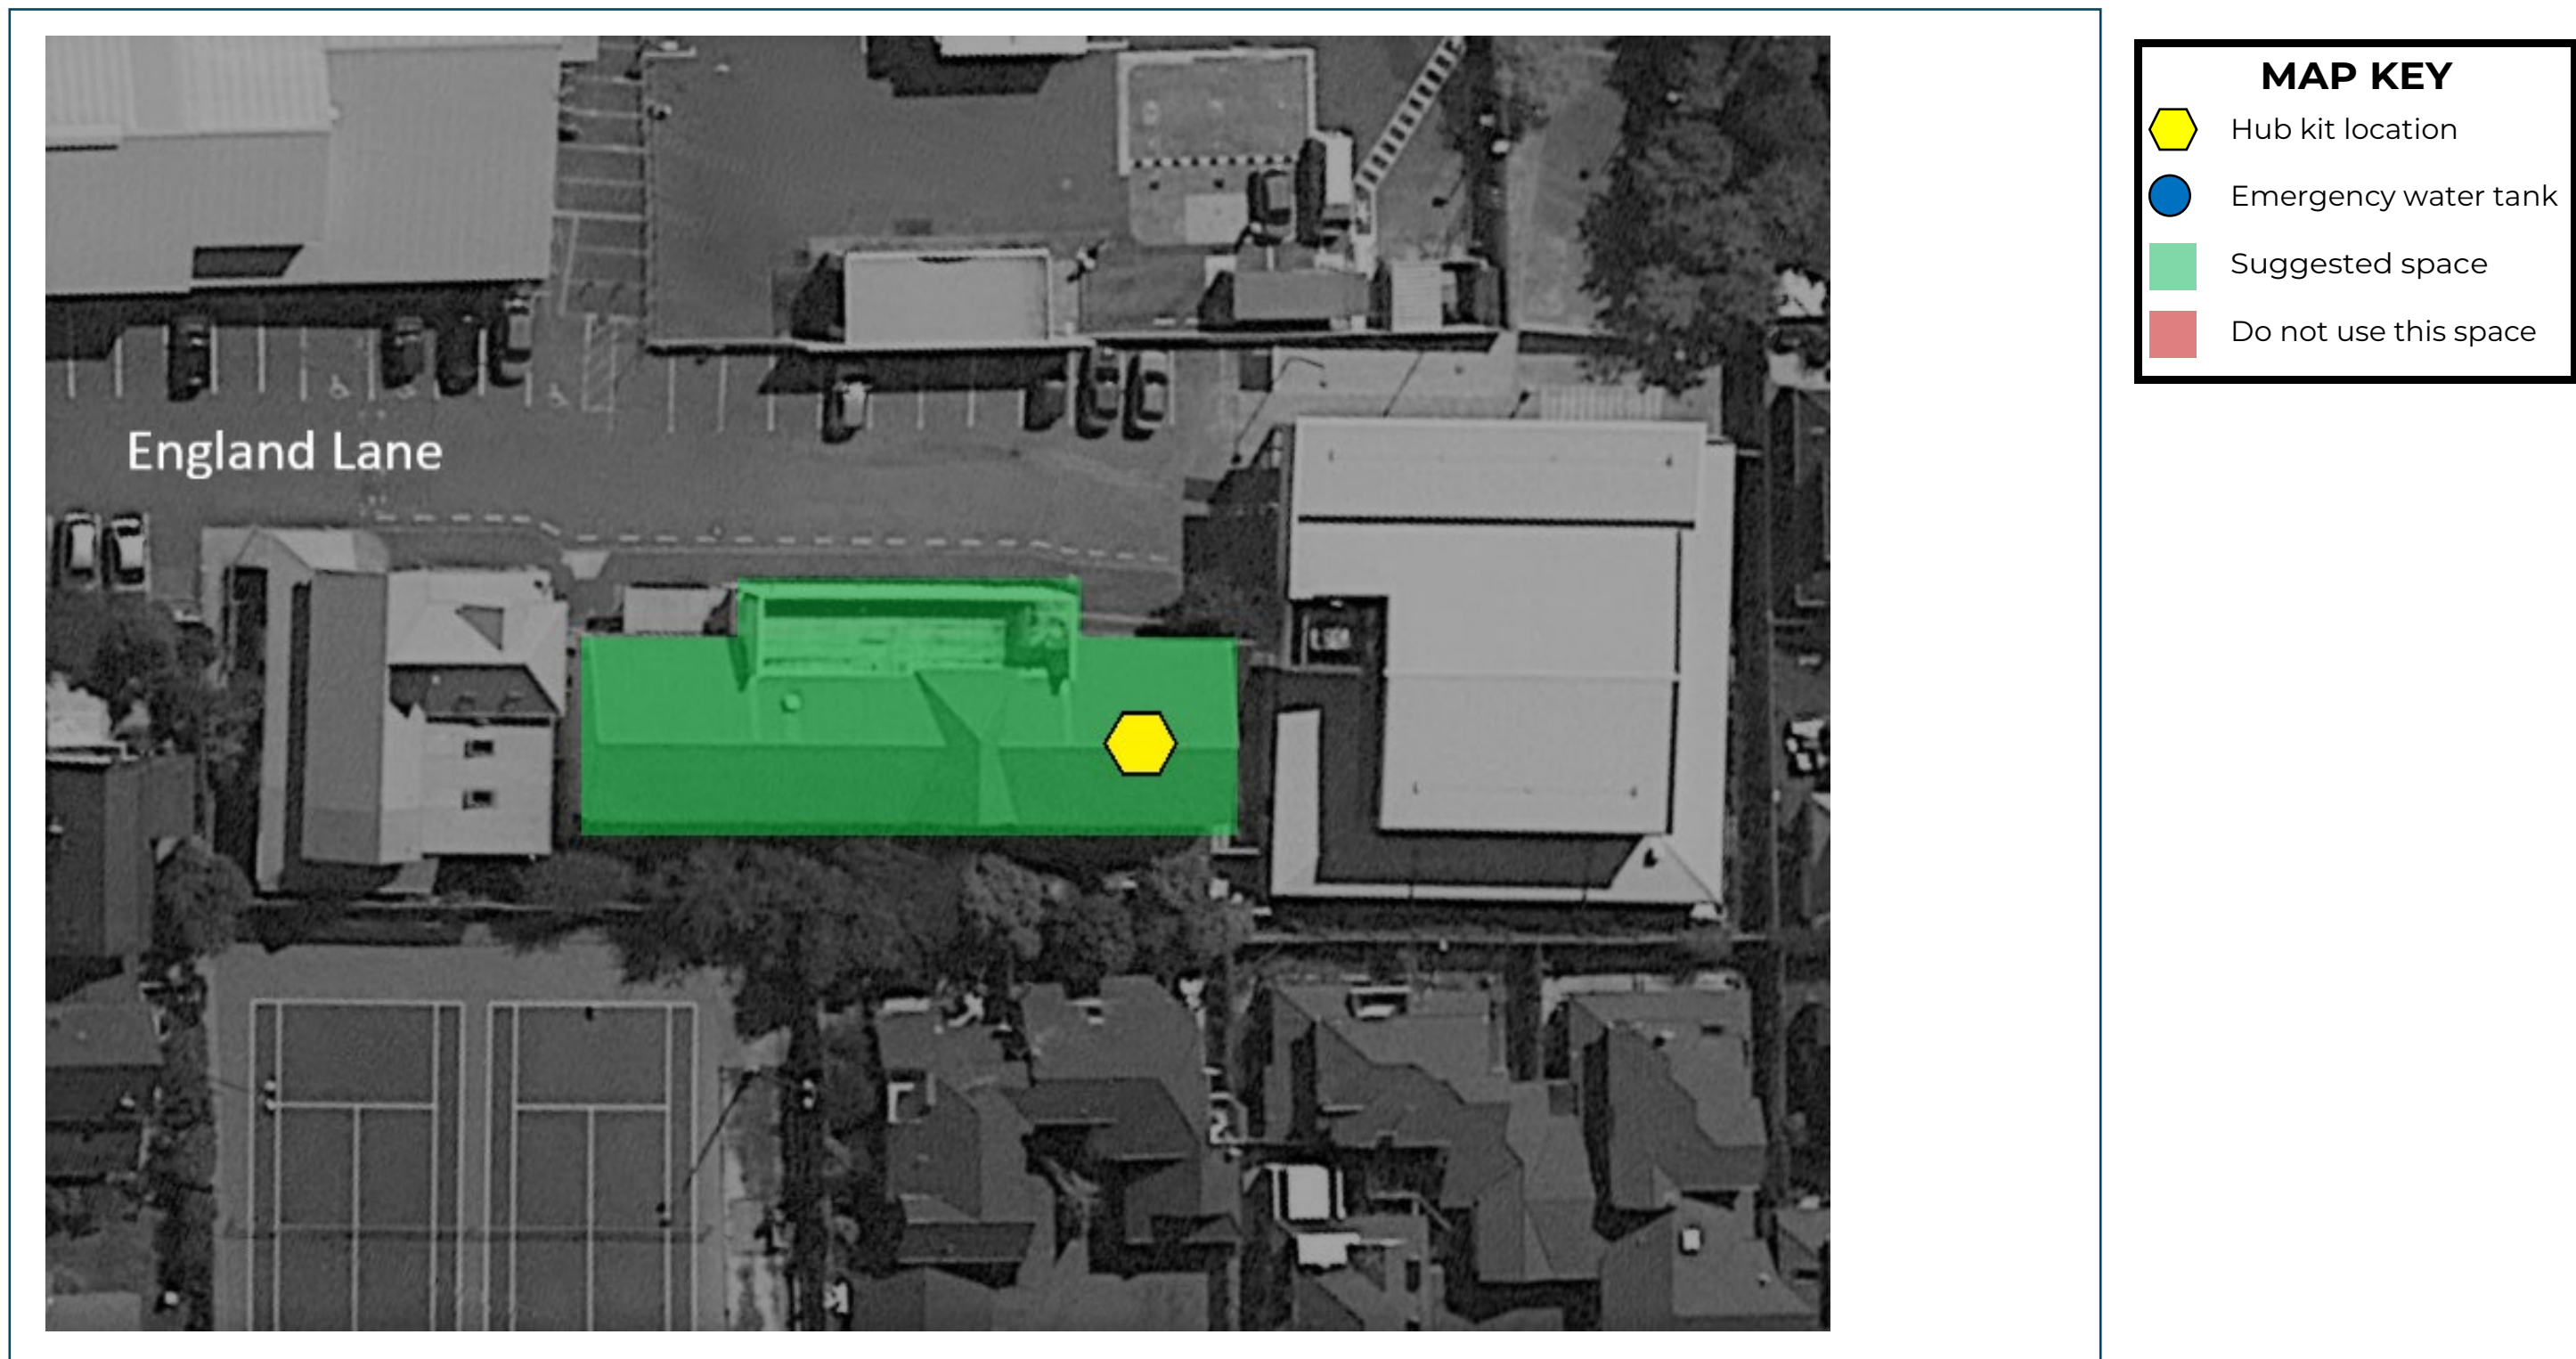 MAP KEY
Hub kit location
Emergency water tank
Suggested space
Do not use this space
England Lane